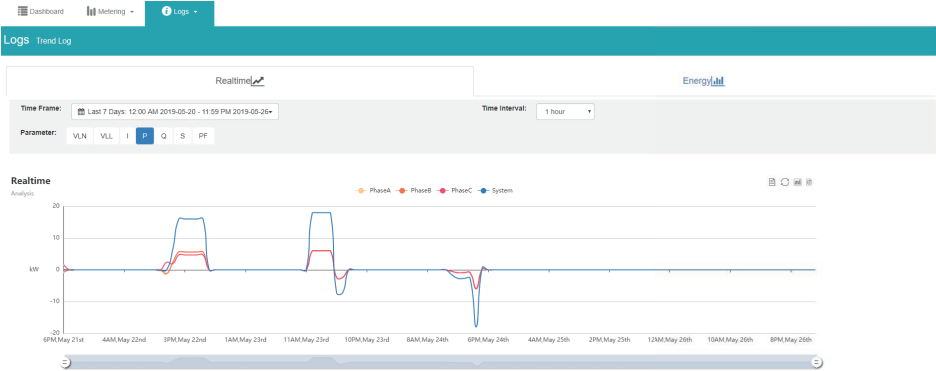 Dashboard Metering Logs
Logs Trend Log
Realtime Energy
Time Frame: Last 7 Days: 12:00 AM 2019-05-20 - 11:59 PM 2019-05-26 Time Interval: 1 hour
Parameter: VLN VLL I P Q S PF
Realtime
Analysis
PhaseA PhaseB PhaseC System
20
10
kW 0
-10
-20
6PM,May 21st 4AM,May 22nd 3PM,May 22nd 1AM,May 23rd 11AM,May 23rd 10PM,May 23rd 8AM,May 24th 6PM,May 24th 4AM,May 25th 2PM,May 25th 12AM,May 26th 10AM,May 26th 8PM,May 26th